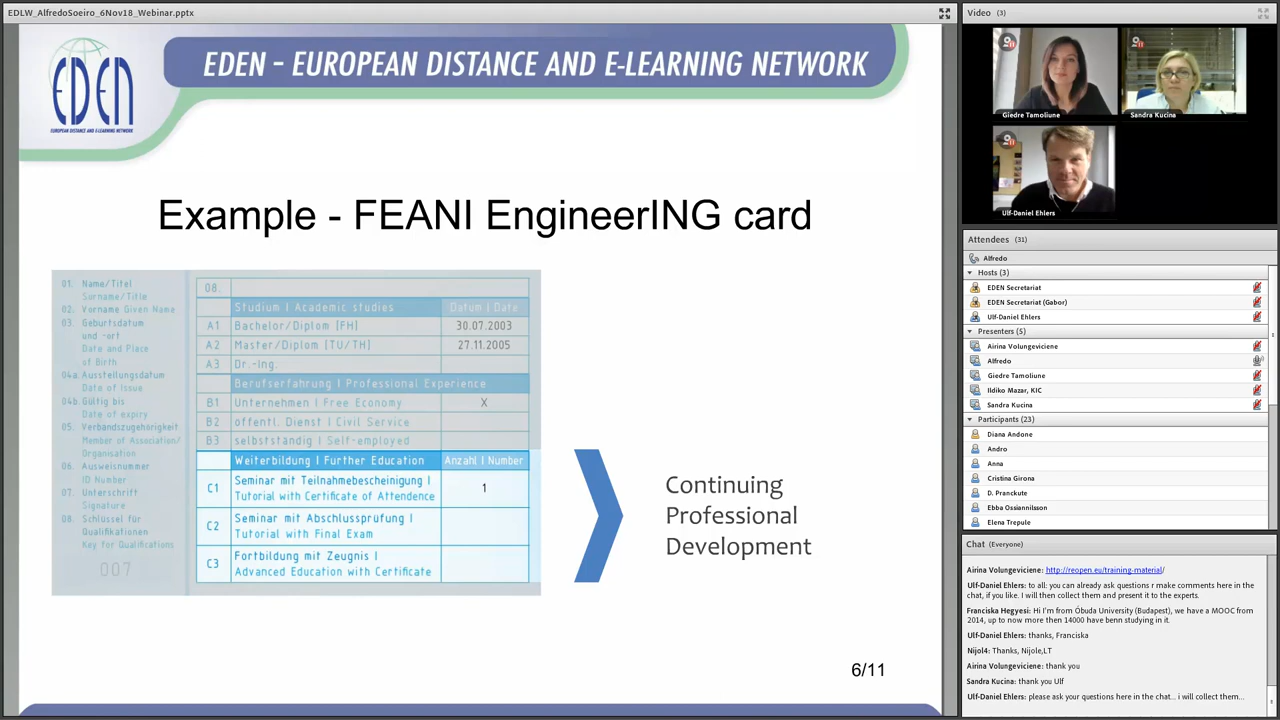 EDLW_AlfredoSoeiro_6Nov18_Webinar.pptx
EDEN
EUROPEAN DISTANCE AND E-LEARNING NETWORK
EDEN - EUROPEAN DISTANCE AND E-LEARNING NETWORK
Example - FEANI EngineerING card
01. Name/Titel
Surname/Title
02. Vorname Given Name
03. Geburtsdatum
und -ort
Date and Place
of Birth
04a. Ausstellungsdatum
Date of Issue
04b. Gültig bis
Date of expiry
05. Verbandszugehörigkeit
Member of Association/
Organisation
06. Ausweisnummer
ID Number
07. Unterschrift
Signature
08. Schlüssel für
Qualifikationen
Key for Qualifications
007
08.
Studium | Academic studies Datum | Date
A1 Bachelor/Diplom (FH) 30.07.2003
A2 Master/Diplom (TU/TH) 27.11.2005
A3 Dr.-Ing.
Berufserfahrung | Professional Experience
B1 Unternehmen | Free Economy X
B2 öffentl. Dienst | Civil Service
B3 selbstständig | Self-employed
Weiterbildung | Further Education Anzahl | Number
C1 Seminar mit Teilnahmebescheinigung | 1
Tutorial with Certificate of Attendence
C2 Seminar mit Abschlussprüfung |
Tutorial with Final Exam
C3 Fortbildung mit Zeugnis |
Advanced Education with Certificate
Continuing
Professional
Development
6/11
Video (3)
Giedre Tamoliune
Sandra Kucina
Ulf-Daniel Ehlers
Attendees (31)
Alfredo
Hosts (3)
EDEN Secretariat
EDEN Secretariat (Gabor)
Ulf-Daniel Ehlers
Presenters (5)
Airina Volungeviciene
Alfredo
Giedre Tamoliune
Ildiko Mazar, KIC
Sandra Kucina
Participants (23)
Diana Andone
Andro
Anna
Cristina Girona
D. Pranckute
Ebba Ossiannilsson
Elena Trepule
Chat (Everyone)
Airina Volungeviciene: http://reopen.eu/training-material/
Ulf-Daniel Ehlers: to all: you can already ask questions r make comments here in the
chat, if you like. I will then collect them and present it to the experts.
Franciska Hegyesi: Hi I'm from Óbuda University (Budapest), we have a MOOC from
2014, up to now more then 14000 have benn studying in it.
Ulf-Daniel Ehlers: thanks, Franciska
Nijol4: Thanks, Nijole,LT
Airina Volungeviciene: thank you
Sandra Kucina: thank you Ulf
Ulf-Daniel Ehlers: please ask your questions here in the chat... i will collect them...